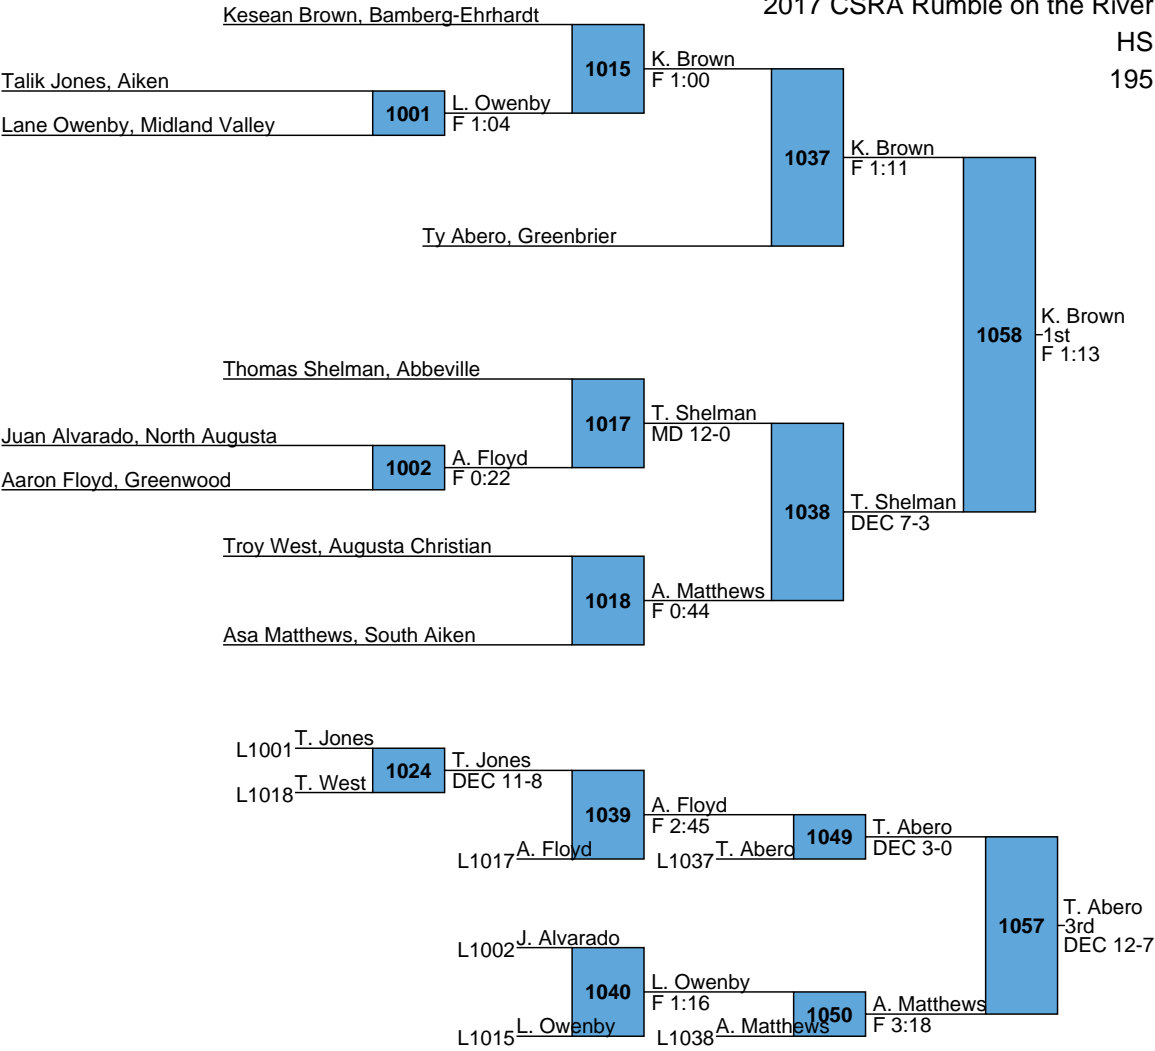 2017 CSRA Rumble on the River
HS
195
Kesean Brown, Bamberg-Ehrhardt
1015
K. Brown
F 1:00
Talik Jones, Aiken
1001
L. Owenby
F 1:04
Lane Owenby, Midland Valley
1037
K. Brown
F 1:11
Ty Abero, Greenbrier
1058
K. Brown
1st
F 1:13
Thomas Shelman, Abbeville
1017
T. Shelman
MD 12-0
Juan Alvarado, North Augusta
1002
A. Floyd
F 0:22
Aaron Floyd, Greenwood
1038
T. Shelman
DEC 7-3
Troy West, Augusta Christian
1018
A. Matthews
F 0:44
Asa Matthews, South Aiken
L1001 T. Jones
1024
T. Jones
DEC 11-8
L1018 T. West
1039
A. Floyd
F 2:45
L1017 A. Floyd
L1037 T. Abero
1049
T. Abero
DEC 3-0
1057
T. Abero
3rd
DEC 12-7
L1002 J. Alvarado
1040
L. Owenby
F 1:16
L1015 L. Owenby
L1038 A. Matthews
1050
A. Matthews
F 3:18